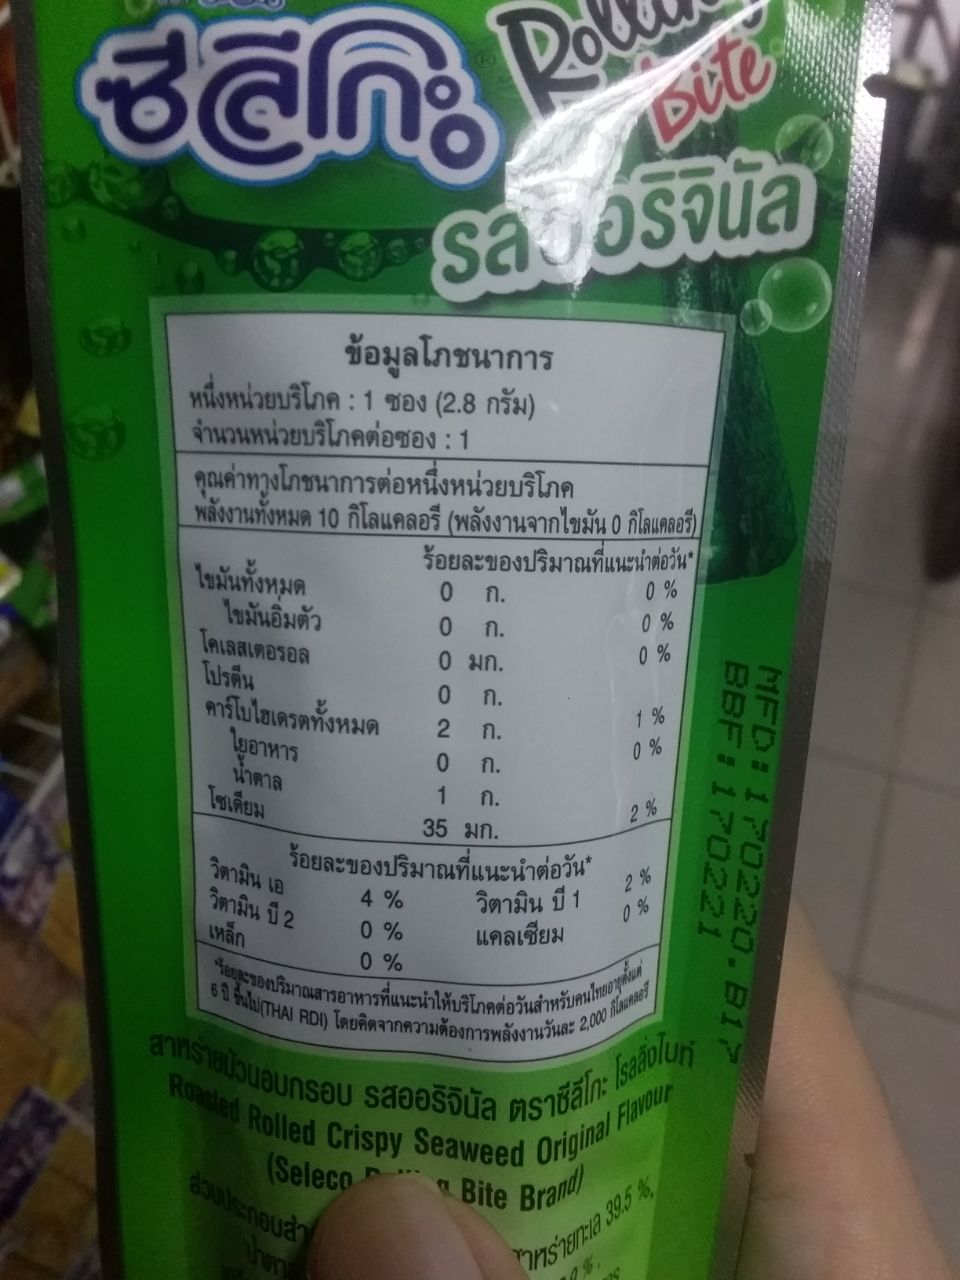 ซีลีโกะ®
Rolling
Bite
รสออริจินัล
ข้อมูลโภชนาการ
หนึ่งหน่วยบริโภค : 1 ซอง (2.8 กรัม)
จำนวนหน่วยบริโภคต่อซอง : 1
คุณค่าทางโภชนาการต่อหนึ่งหน่วยบริโภค
พลังงานทั้งหมด 10 กิโลแคลอรี (พลังงานจากไขมัน 0 กิโลแคลอรี)
ร้อยละของปริมาณที่แนะนำต่อวัน*
ไขมันทั้งหมด 0 ก. 0 %
ไขมันอิ่มตัว 0 ก. 0 %
โคเลสเตอรอล 0 มก. 0 %
โปรตีน 0 ก.
คาร์โบไฮเดรตทั้งหมด 2 ก. 1 %
ใยอาหาร 0 ก. 0 %
น้ำตาล 1 ก.
โซเดียม 35 มก. 2 %
ร้อยละของปริมาณที่แนะนำต่อวัน*
วิตามิน เอ 4 % วิตามิน บี 1 2 %
วิตามิน บี 2 0 % แคลเซียม 0 %
เหล็ก 0 %
*ร้อยละของปริมาณสารอาหารที่แนะนำให้บริโภคต่อวันสำหรับคนไทยอายุตั้งแต่
6 ปี ขึ้นไป(THAI RDI) โดยคิดจากความต้องการพลังงานวันละ 2,000 กิโลแคลอรี
MFD: 170220. B17
BBF: 170221
สาหร่ายม้วนอบกรอบ รสออริจินัล ตราซีลีโกะ โรลลิ่งไบท์
Roasted Rolled Crispy Seaweed Original Flavour
(Seleco Rolling Bite Brand)
ส่วนประกอบสำ
สาหร่ายทะเล 39.5 %,